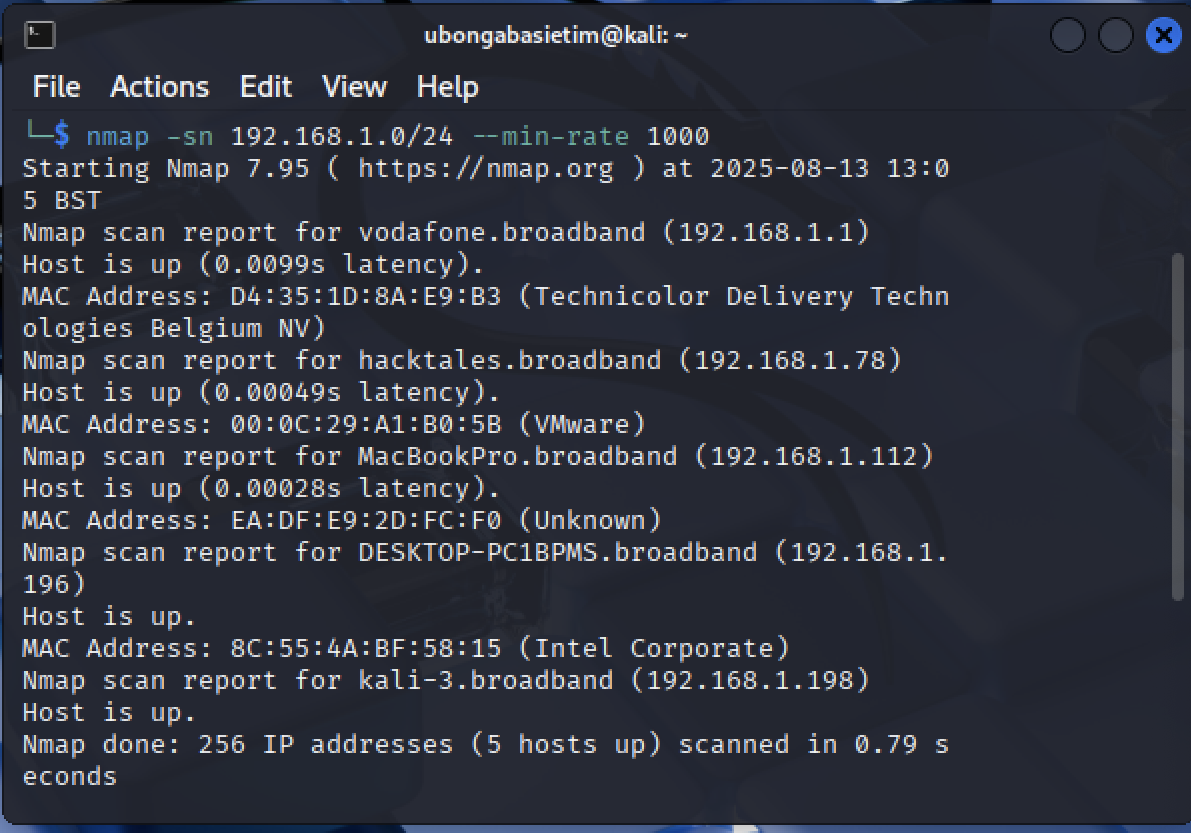 ubongabasietim@kali: ~
File Actions Edit View Help
└─$ nmap -sn 192.168.1.0/24 --min-rate 1000
Starting Nmap 7.95 ( https://nmap.org ) at 2025-08-13 13:0
5 BST
Nmap scan report for vodafone.broadband (192.168.1.1)
Host is up (0.0099s latency).
MAC Address: D4:35:1D:8A:E9:B3 (Technicolor Delivery Techn
ologies Belgium NV)
Nmap scan report for hacktales.broadband (192.168.1.78)
Host is up (0.00049s latency).
MAC Address: 00:0C:29:A1:B0:5B (VMware)
Nmap scan report for MacBookPro.broadband (192.168.1.112)
Host is up (0.00028s latency).
MAC Address: EA:DF:E9:2D:FC:F0 (Unknown)
Nmap scan report for DESKTOP-PC1BPMS.broadband (192.168.1.
196)
Host is up.
MAC Address: 8C:55:4A:BF:58:15 (Intel Corporate)
Nmap scan report for kali-3.broadband (192.168.1.198)
Host is up.
Nmap done: 256 IP addresses (5 hosts up) scanned in 0.79 s
econds